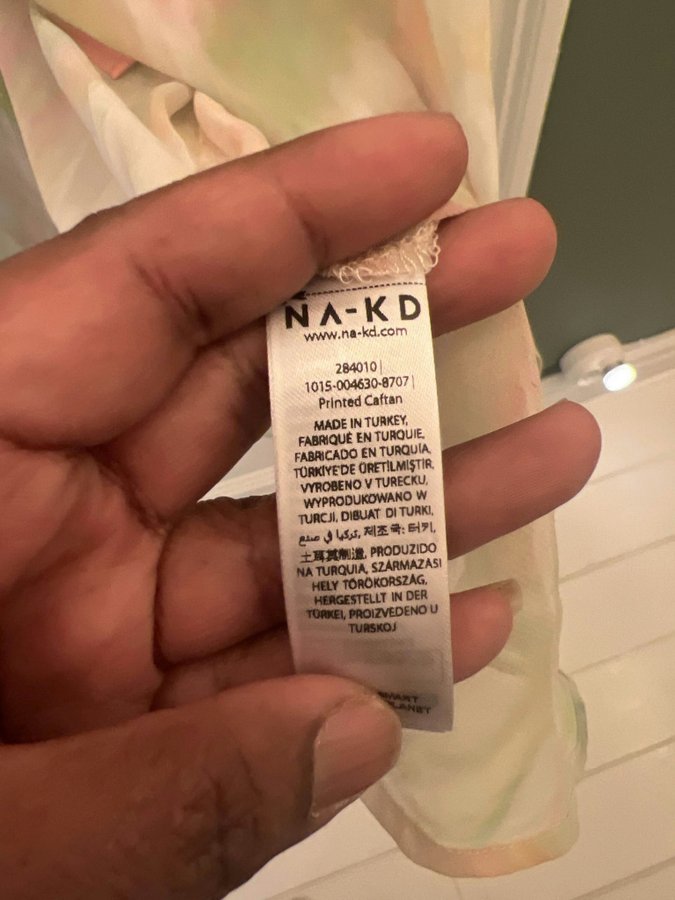 NA-KD
www.na-kd.com
284010|
1015-004630-8707|
Printed Caftan
MADE IN TURKEY,
FABRIQUÉ EN TURQUIE,
FABRICADO EN TURQUÍA,
TÜRKİYE'DE ÜRETİLMİŞTİR,
VYROBENO V TURECKU,
WYPRODUKOWANO W
TURCJI, DIBUAT DI TURKI,
تركيا في صنع, 제조국: 터키,
土耳其制造, PRODUZIDO
NA TURQUIA, SZÁRMAZÁSI
HELY TÖRÖKORSZÁG,
HERGESTELLT IN DER
TÜRKEI, PROIZVEDENO U
TURSKOJ
SMART
PLANET